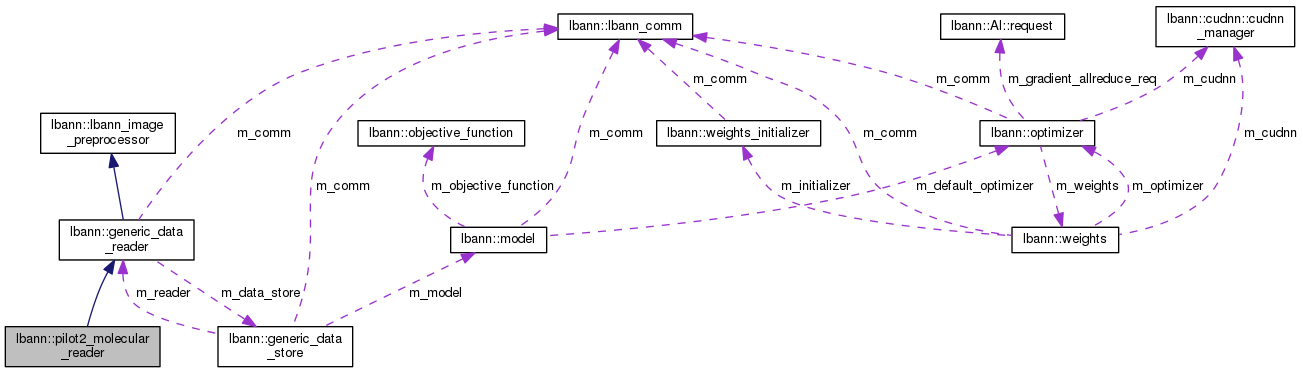 lbann::lbann_comm
lbann::Al::request
lbann::cudnn::cudnn
_manager
m_comm
m_gradient_allreduce_req
m_cudnn
lbann::lbann_image
_preprocessor
m_comm
lbann::objective_function
m_comm
lbann::weights_initializer
m_comm
lbann::optimizer
m_cudnn
m_comm
m_objective_function
m_initializer
m_default_optimizer
m_weights
m_optimizer
lbann::generic_data
_reader
lbann::model
lbann::weights
m_reader
m_data_store
m_model
lbann::pilot2_molecular
_reader
lbann::generic_data
_store